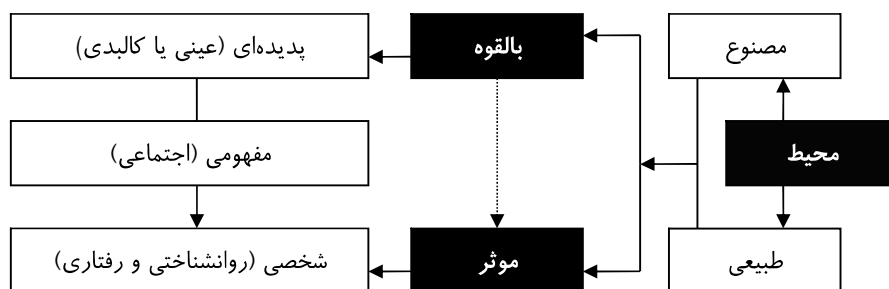 مصنوع
بالقوه
پدیده‌ای (عینی یا کالبدی)
محیط
مفهومی (اجتماعی)
طبیعی
موثر
شخصی (روانشناختی و رفتاری)